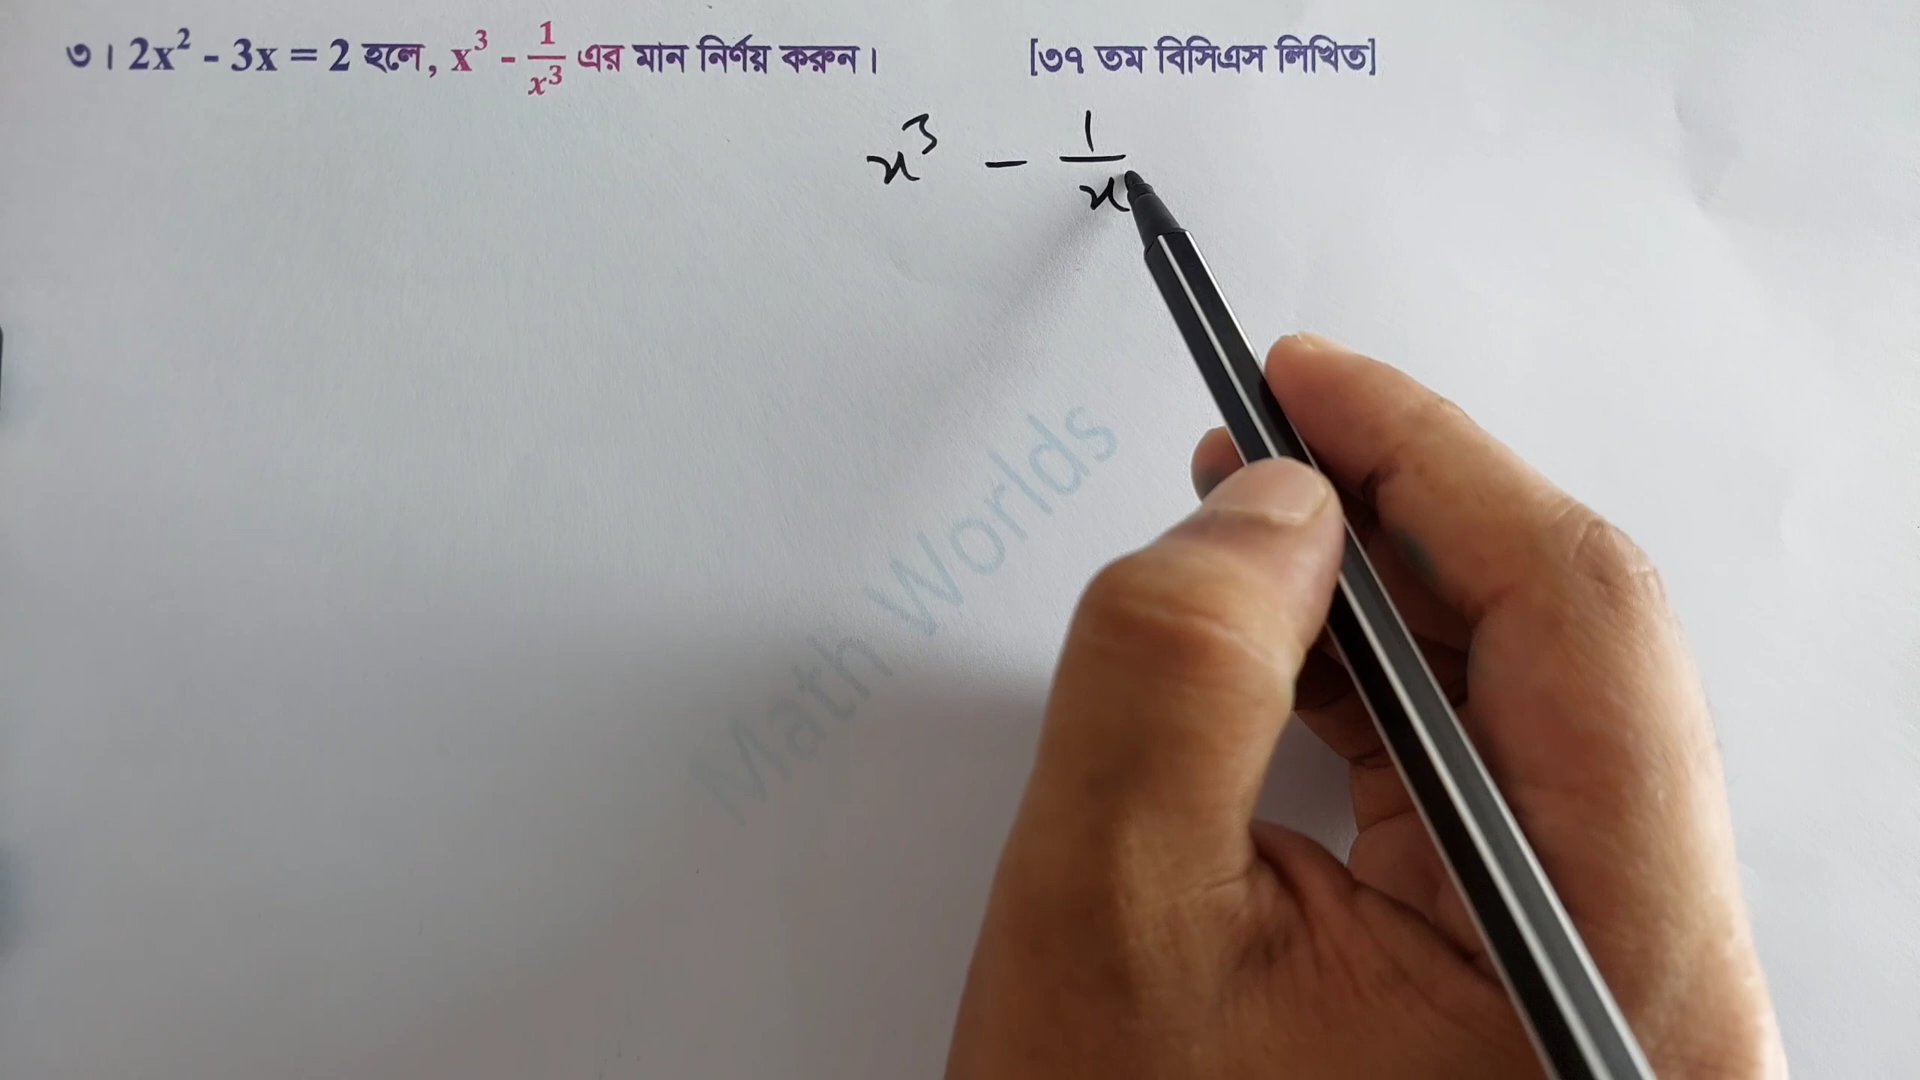 ৩। 2x² - 3x = 2 হলে, x³ - 1/x³ এর মান নির্ণয় করুন। [৩৭ তম বিসিএস লিখিত]
x³ - 1/x
Math Worlds